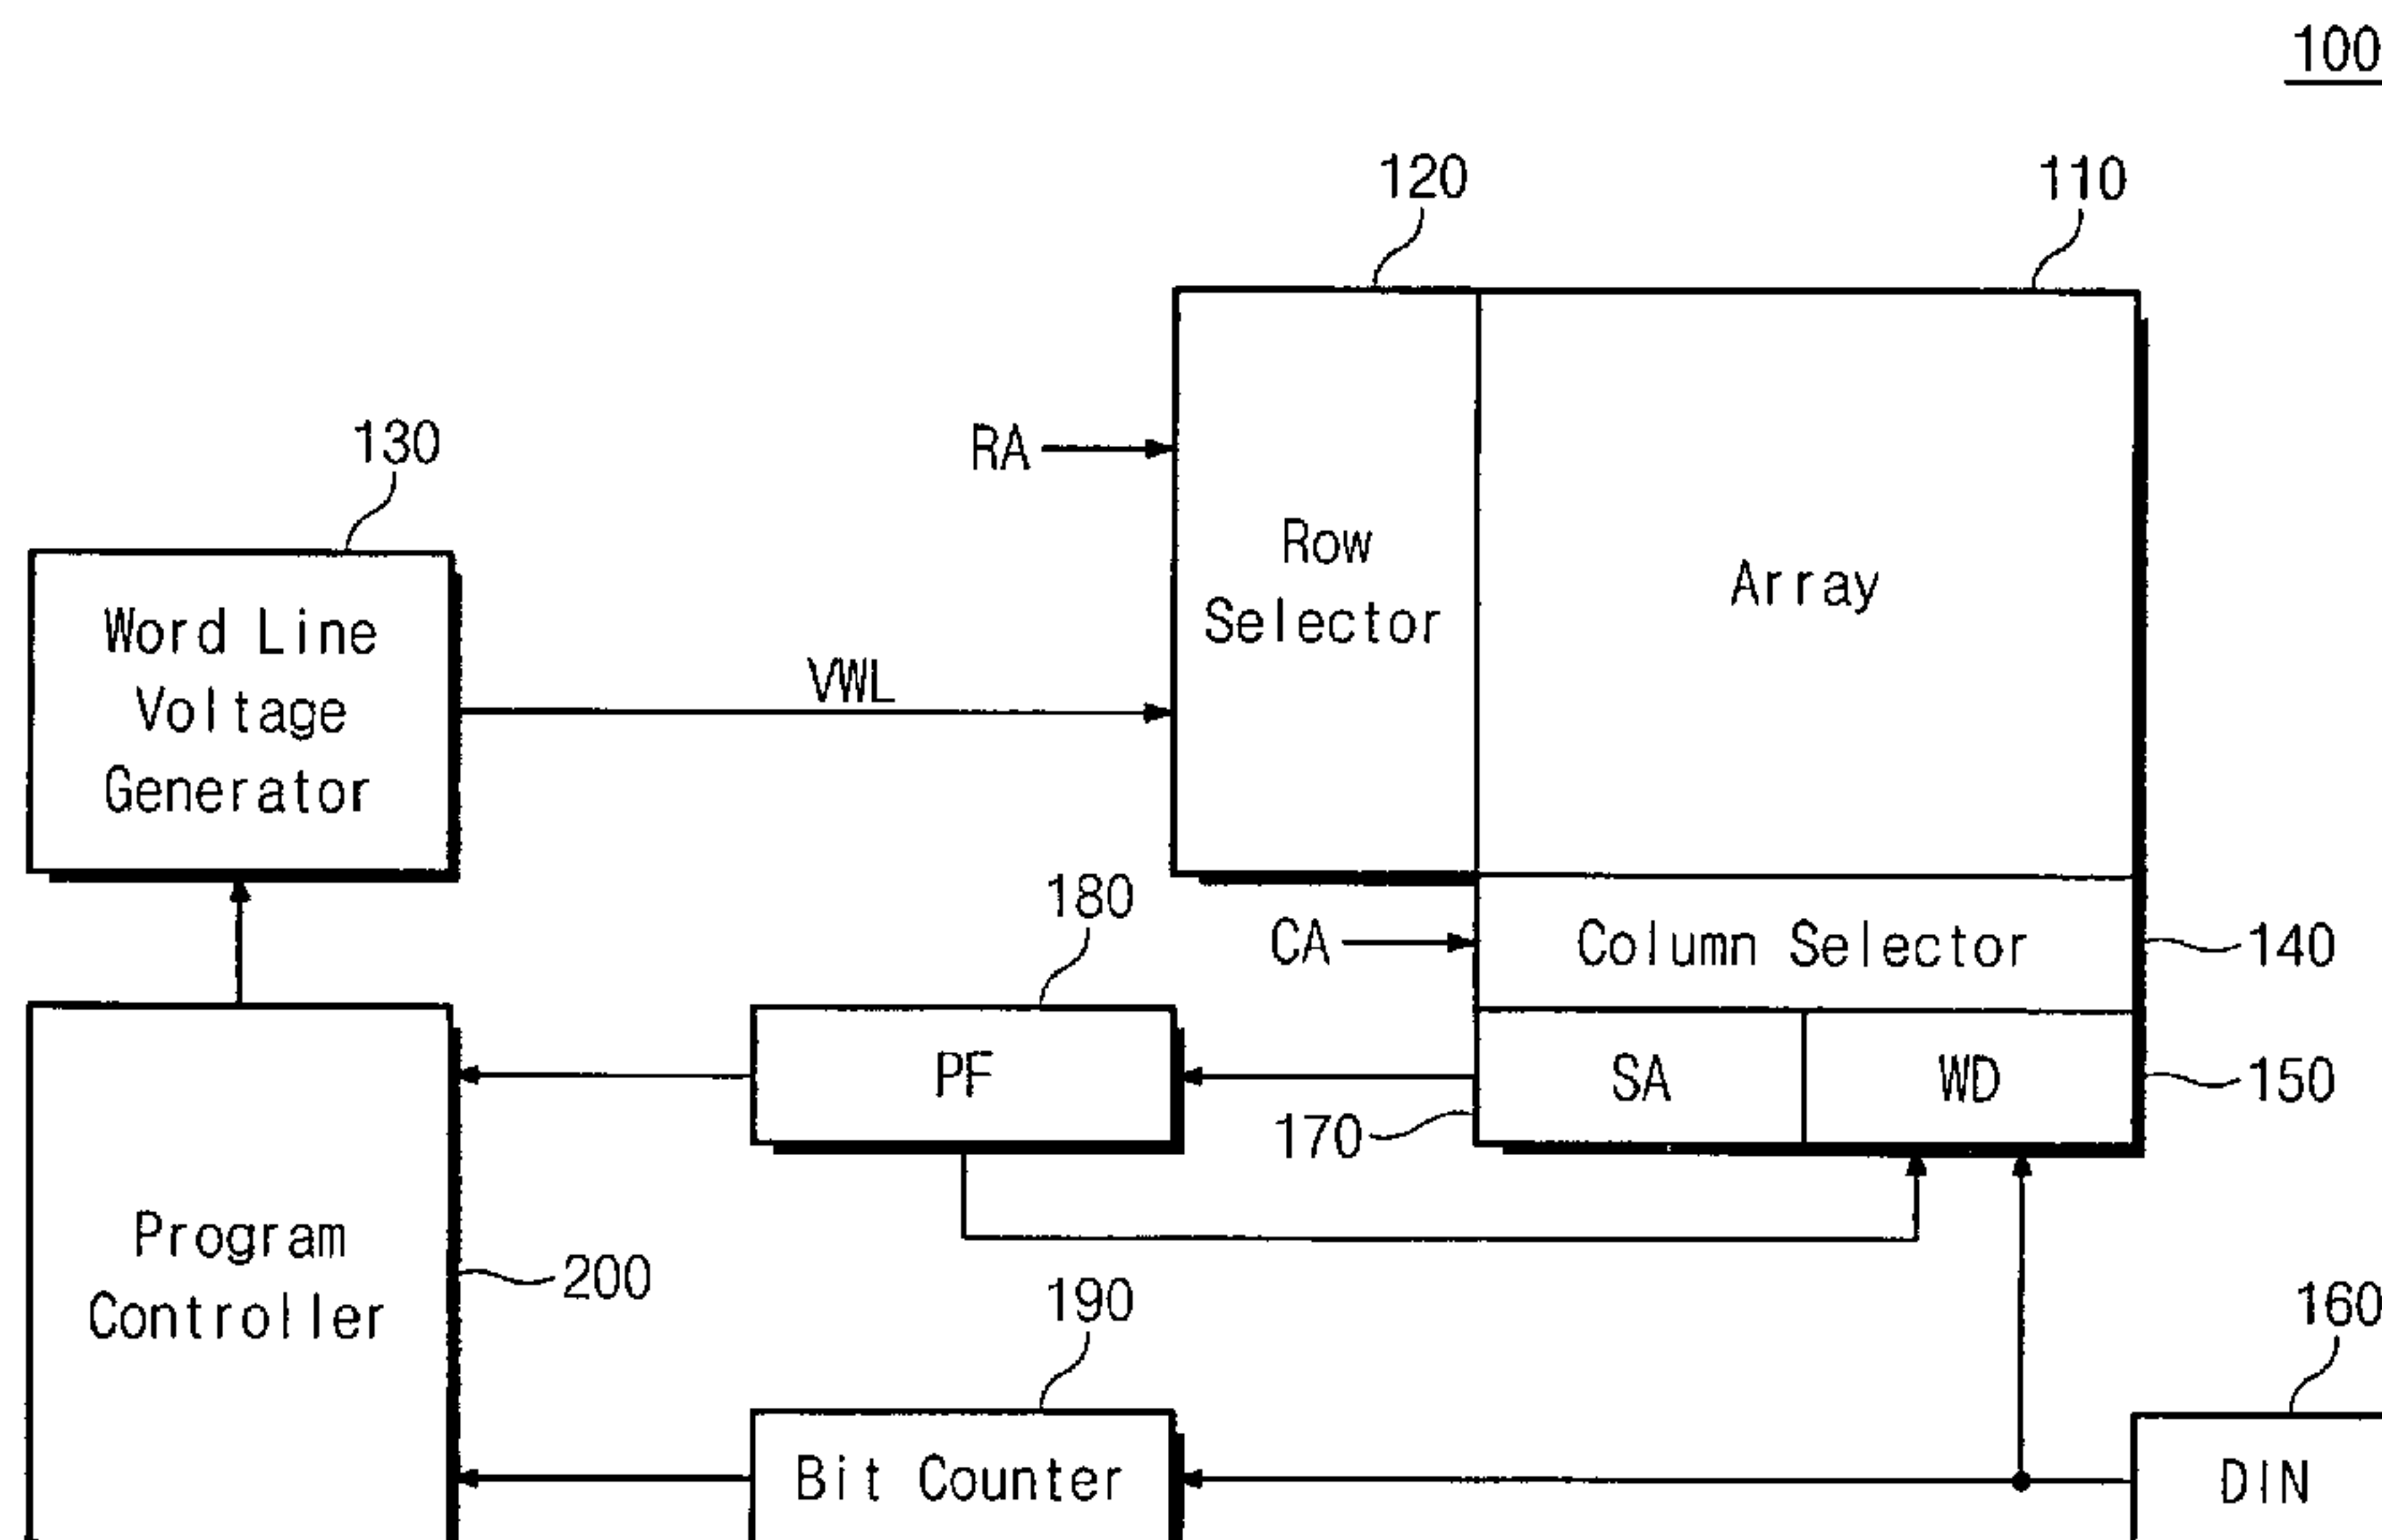 100
120
110
130
RA
Row
Selector
Array
Word Line
Voltage
Generator
VWL
180
CA
Column Selector
140
PF
SA
WD
150
170
Program
Controller
200
190
160
Bit Counter
DIN